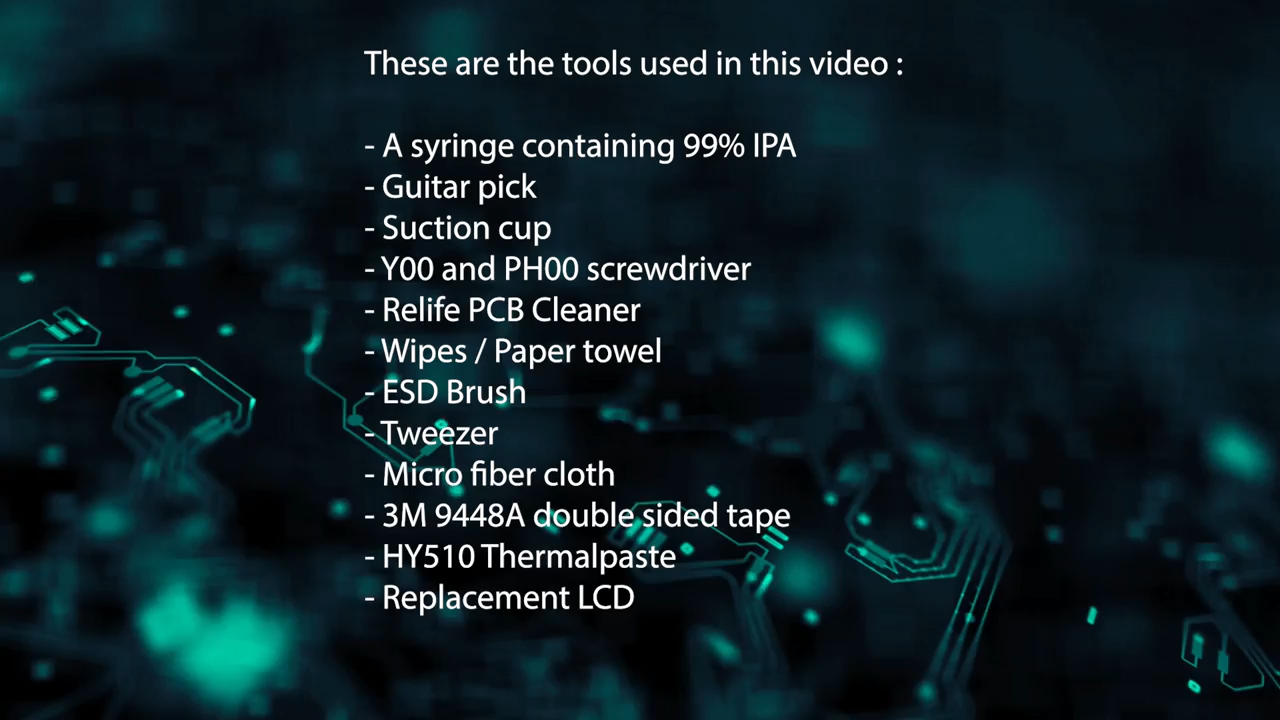 These are the tools used in this video :
- A syringe containing 99% IPA
- Guitar pick
- Suction cup
- Y00 and PH00 screwdriver
- Relife PCB Cleaner
- Wipes / Paper towel
- ESD Brush
- Tweezer
- Micro fiber cloth
- 3M 9448A double sided tape
- HY510 Thermalpaste
- Replacement LCD